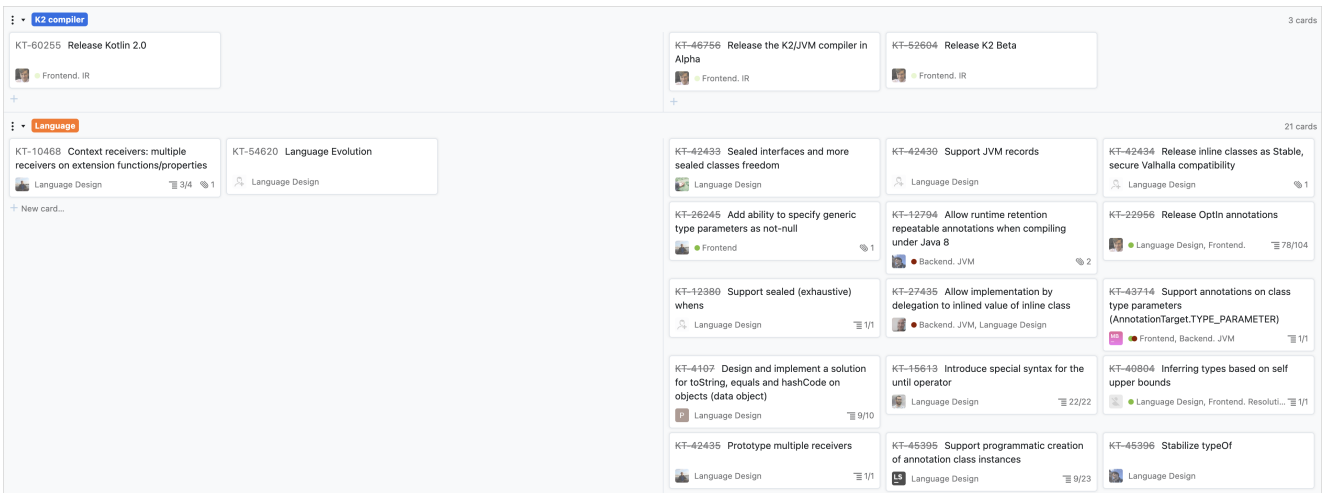 K2 compiler
3 cards
KT-60255 Release Kotlin 2.0
Frontend. IR
KT-46756 Release the K2/JVM compiler in
Alpha
Frontend. IR
KT-52604 Release K2 Beta
Frontend. IR
Language
21 cards
KT-10468 Context receivers: multiple
receivers on extension functions/properties
Language Design 3/4 1
KT-54620 Language Evolution
Language Design
+ New card...
KT-42433 Sealed interfaces and more
sealed classes freedom
Language Design
KT-42430 Support JVM records
Language Design
KT-42434 Release inline classes as Stable,
secure Valhalla compatibility
Language Design 1
KT-26245 Add ability to specify generic
type parameters as not-null
Frontend 1
KT-12794 Allow runtime retention
repeatable annotations when compiling
under Java 8
Backend. JVM 2
KT-22956 Release OptIn annotations
Language Design, Frontend. 78/104
KT-12380 Support sealed (exhaustive)
whens
Language Design 1/1
KT-27435 Allow implementation by
delegation to inlined value of inline class
Backend. JVM, Language Design
KT-43714 Support annotations on class
type parameters
(AnnotationTarget.TYPE_PARAMETER)
MS Frontend, Backend. JVM 1/1
KT-4107 Design and implement a solution
for toString, equals and hashCode on
objects (data object)
P Language Design 9/10
KT-15613 Introduce special syntax for the
until operator
Language Design 22/22
KT-40804 Inferring types based on self
upper bounds
Language Design, Frontend. Resoluti... 1/1
KT-42435 Prototype multiple receivers
Language Design 1/1
KT-45395 Support programmatic creation
of annotation class instances
LS Language Design 9/23
KT-45396 Stabilize typeOf
Language Design